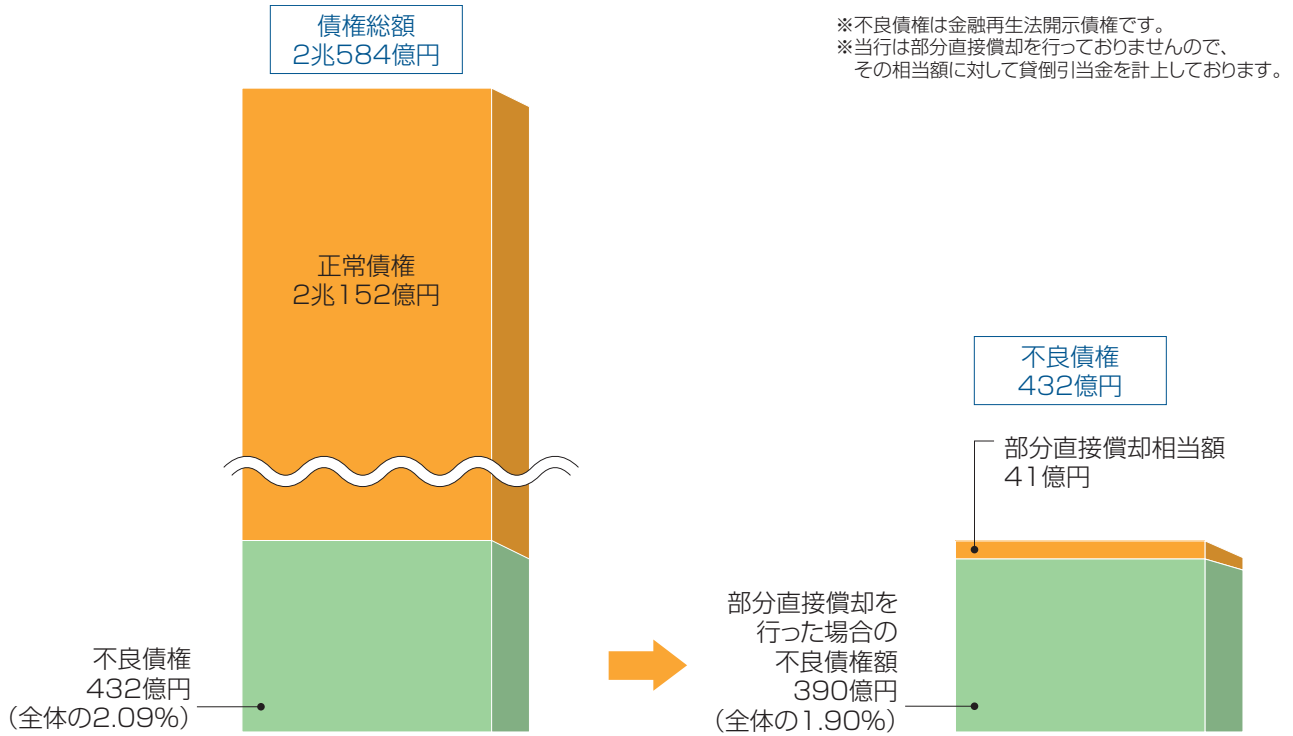 債権総額
2兆584億円
※不良債権は金融再生法開示債権です。
※当行は部分直接償却を行っておりませんので、
その相当額に対して貸倒引当金を計上しております。
正常債権
2兆152億円
不良債権
432億円
(全体の2.09%)
不良債権
432億円
部分直接償却相当額
41億円
部分直接償却を
行った場合の
不良債権額
390億円
(全体の1.90%)